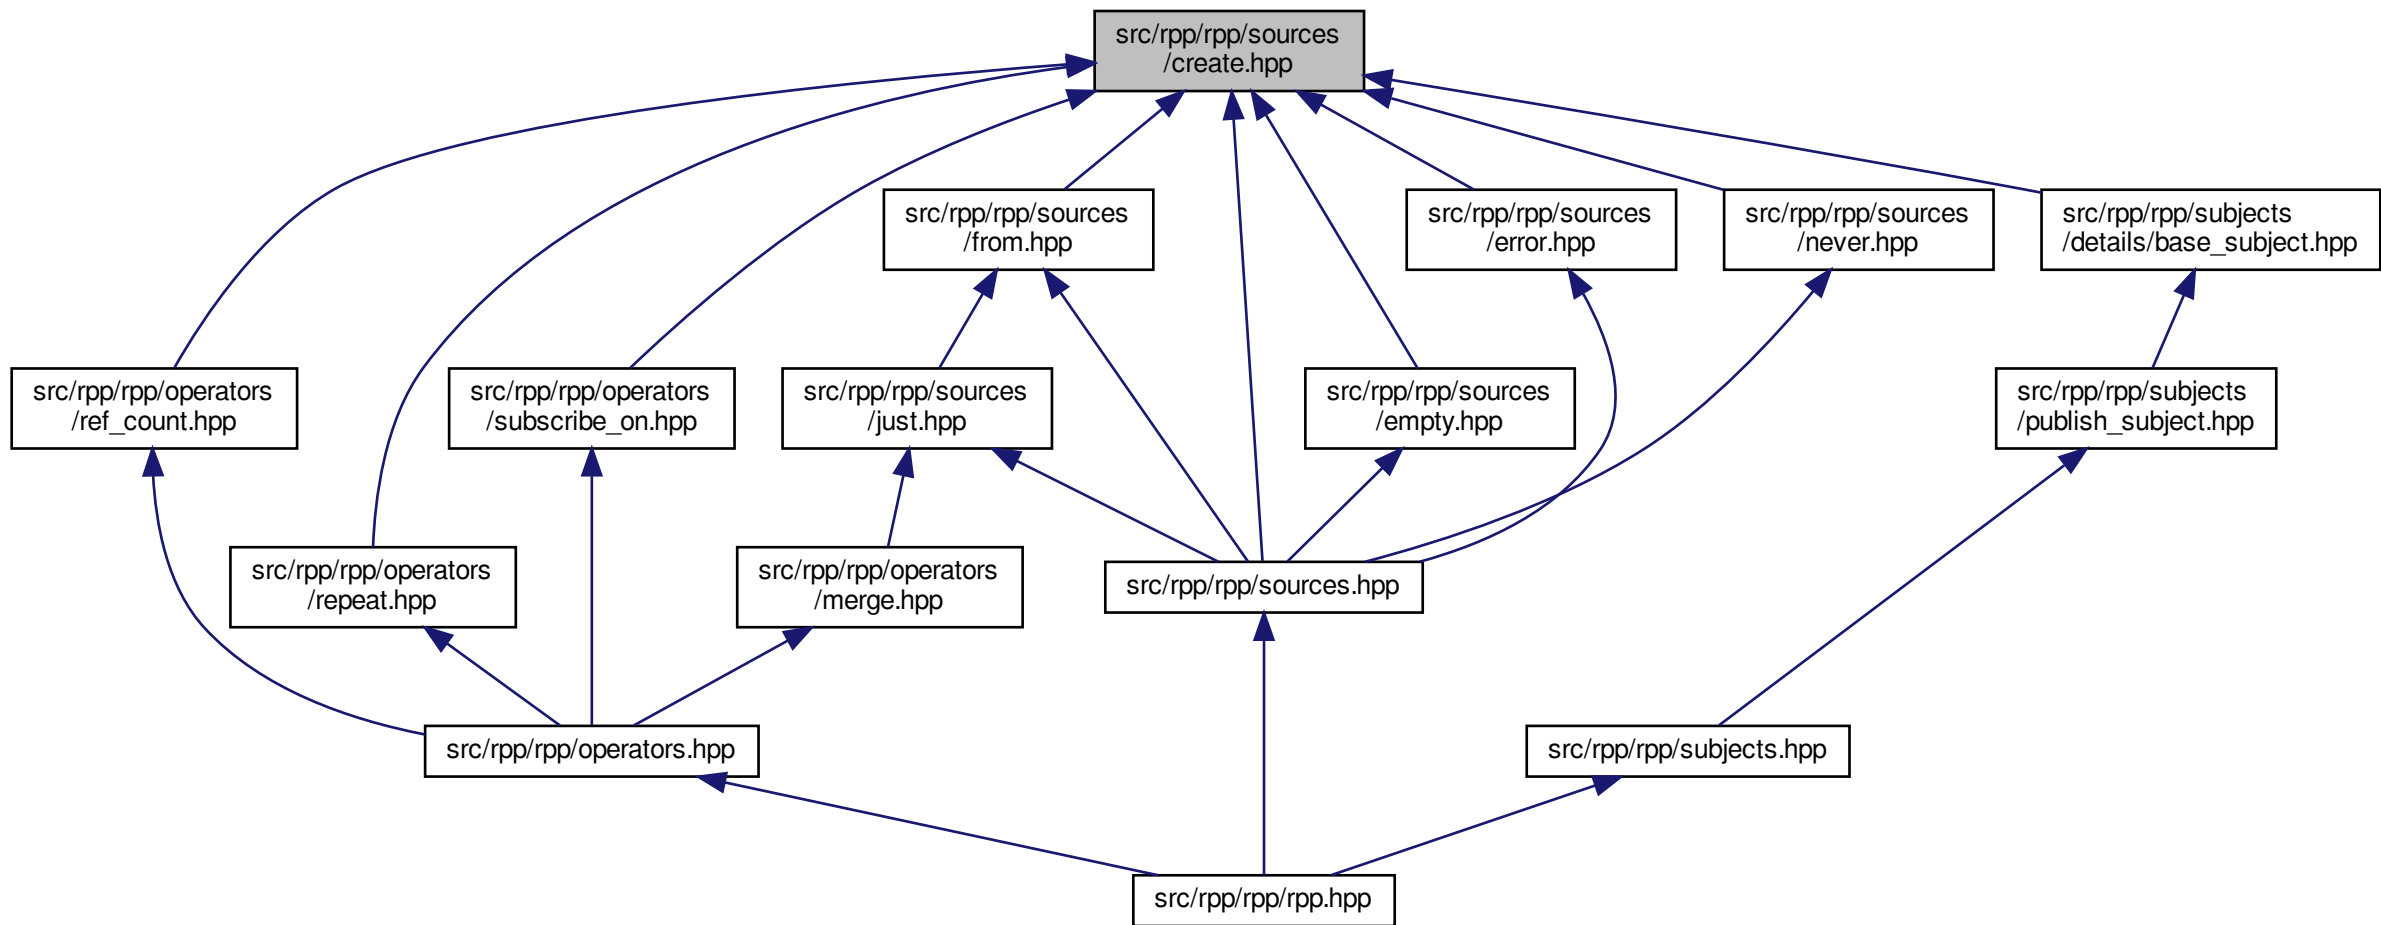 src/rpp/rpp/sources
/create.hpp
src/rpp/rpp/sources
/from.hpp
src/rpp/rpp/sources
/error.hpp
src/rpp/rpp/sources
/never.hpp
src/rpp/rpp/subjects
/details/base_subject.hpp
src/rpp/rpp/operators
/ref_count.hpp
src/rpp/rpp/operators
/subscribe_on.hpp
src/rpp/rpp/sources
/just.hpp
src/rpp/rpp/sources
/empty.hpp
src/rpp/rpp/subjects
/publish_subject.hpp
src/rpp/rpp/operators
/repeat.hpp
src/rpp/rpp/operators
/merge.hpp
src/rpp/rpp/sources.hpp
src/rpp/rpp/operators.hpp
src/rpp/rpp/subjects.hpp
src/rpp/rpp/rpp.hpp